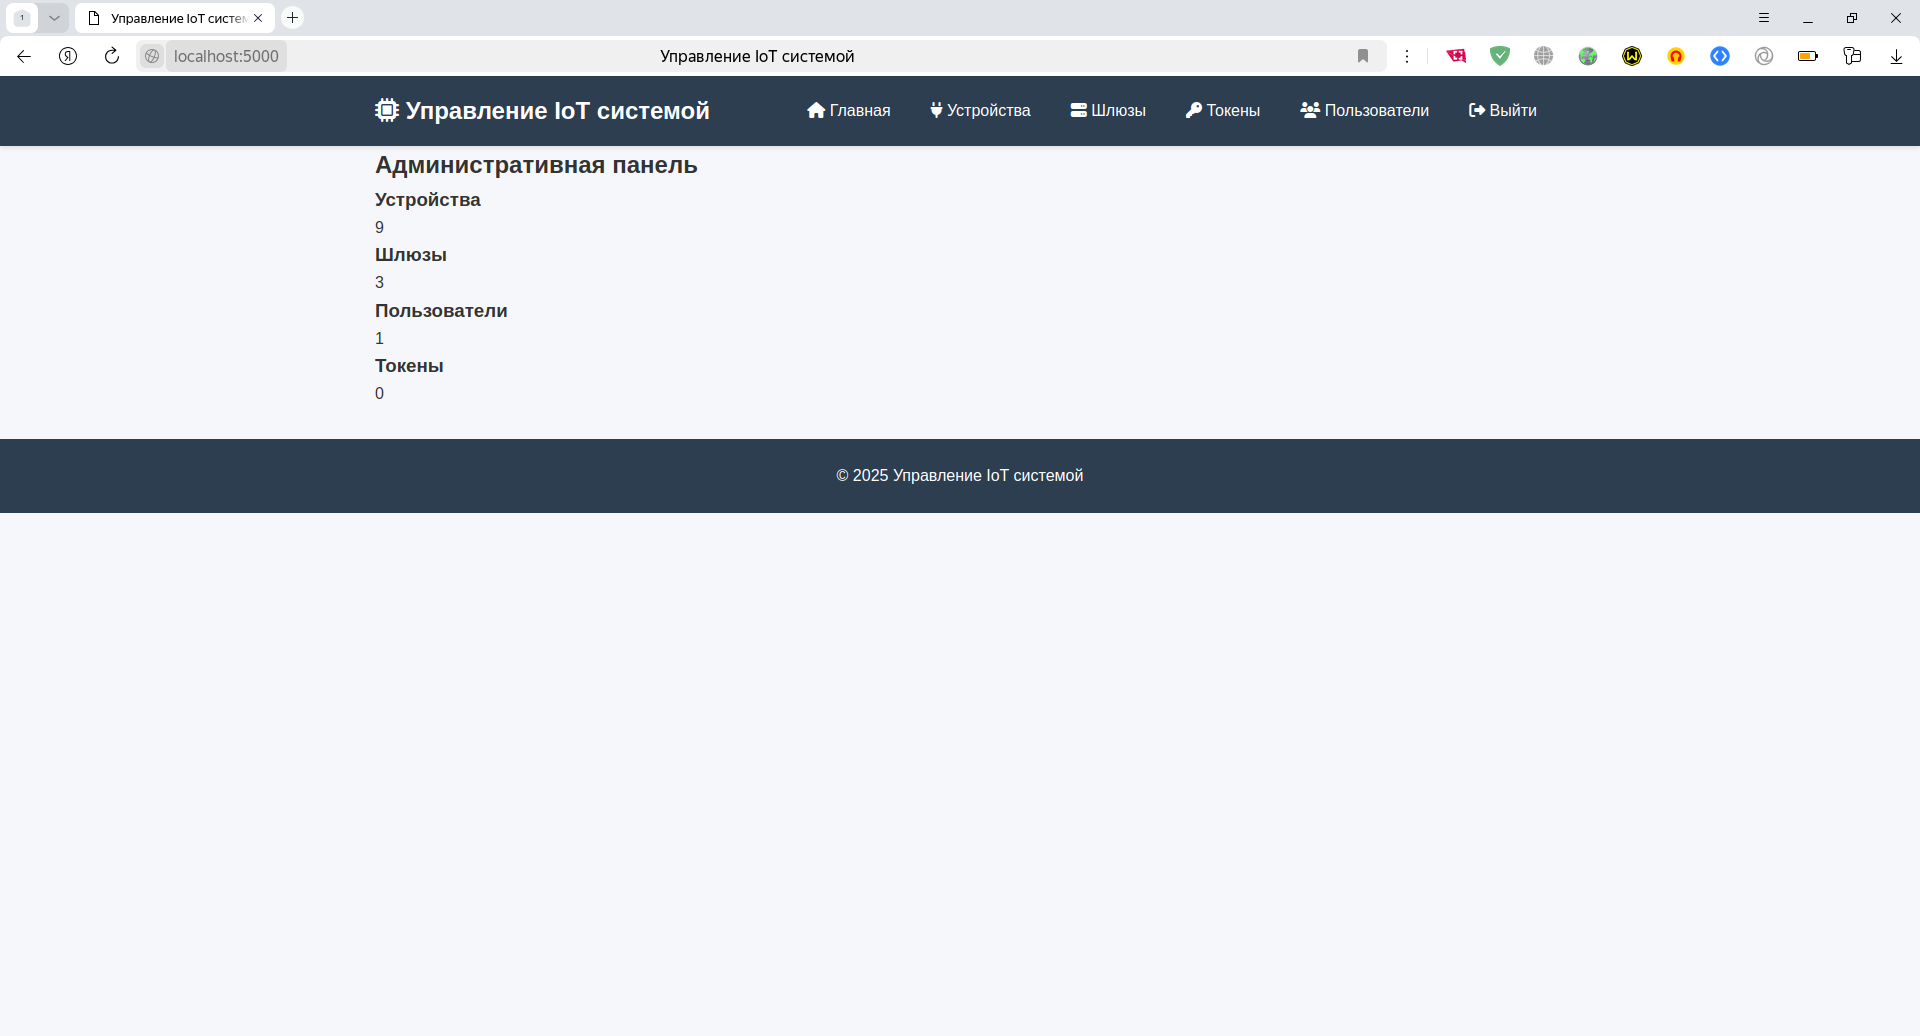 1
Управление IoT систем
localhost:5000
Управление IoT системой
Управление IoT системой
Главная
Устройства
Шлюзы
Токены
Пользователи
Выйти
Административная панель
Устройства
9
Шлюзы
3
Пользователи
1
Токены
0
© 2025 Управление IoT системой